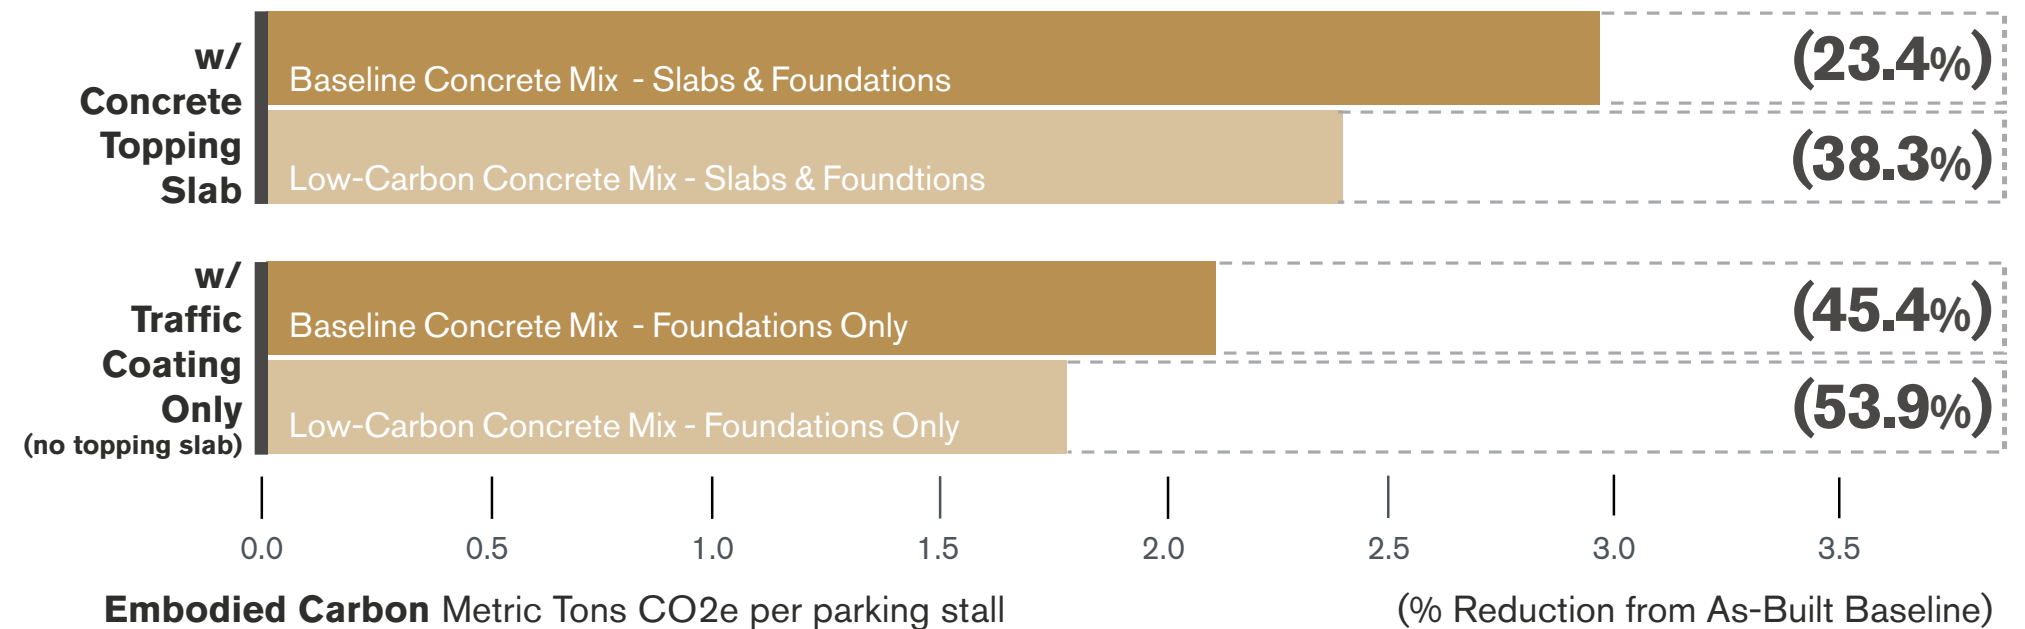 w/
Concrete
Topping
Slab
Baseline Concrete Mix - Slabs & Foundations
(23.4%)
Low-Carbon Concrete Mix - Slabs & Foundtions
(38.3%)
w/
Traffic
Coating
Only
(no topping slab)
Baseline Concrete Mix - Foundations Only
(45.4%)
Low-Carbon Concrete Mix - Foundations Only
(53.9%)
0.0 0.5 1.0 1.5 2.0 2.5 3.0 3.5
Embodied Carbon Metric Tons CO2e per parking stall
(% Reduction from As-Built Baseline)